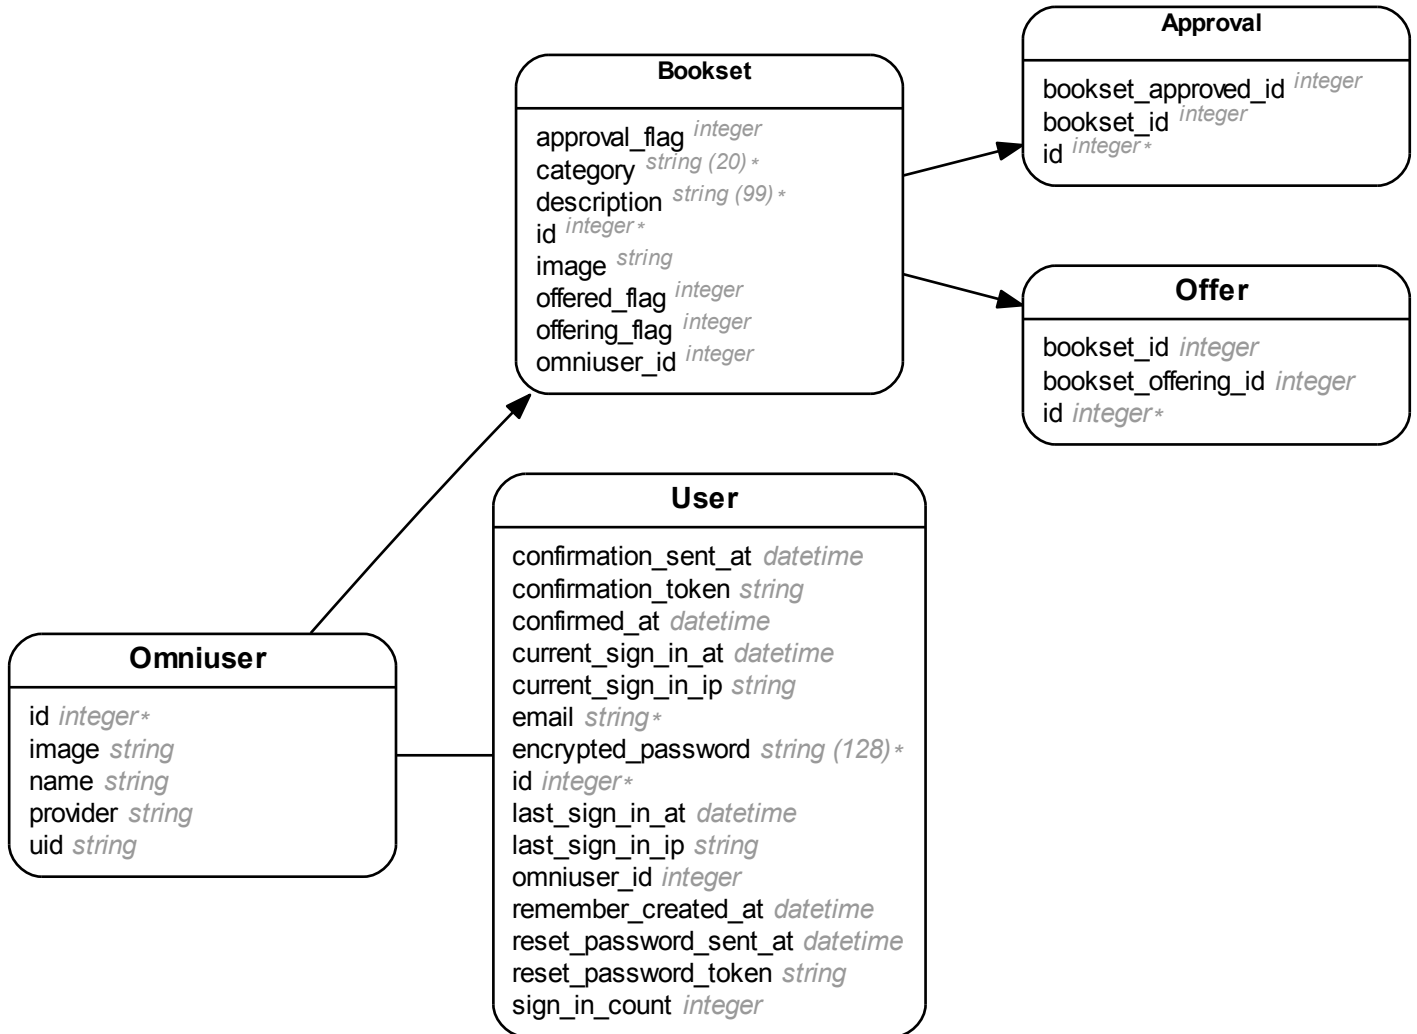 Approval
bookset_approved_id integer
bookset_id integer
id integer*
Bookset
approval_flag integer
category string (20)*
description string (99)*
id integer*
image string
offered_flag integer
offering_flag integer
omniuser_id integer
Offer
bookset_id integer
bookset_offering_id integer
id integer*
User
confirmation_sent_at datetime
confirmation_token string
confirmed_at datetime
current_sign_in_at datetime
current_sign_in_ip string
email string*
encrypted_password string (128)*
id integer*
last_sign_in_at datetime
last_sign_in_ip string
omniuser_id integer
remember_created_at datetime
reset_password_sent_at datetime
reset_password_token string
sign_in_count integer
Omniuser
id integer*
image string
name string
provider string
uid string